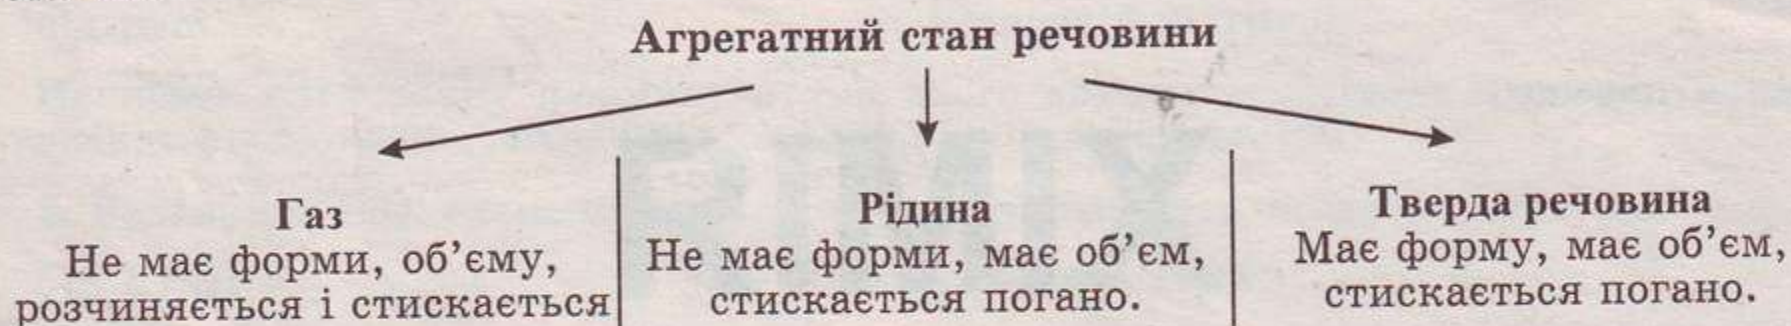 Агрегатний стан речовини
Газ
Не має форми, об’єму,
розчиняється і стискається
Рідина
Не має форми, має об’єм,
стискається погано.
Тверда речовина
Має форму, має об’єм,
стискається погано.